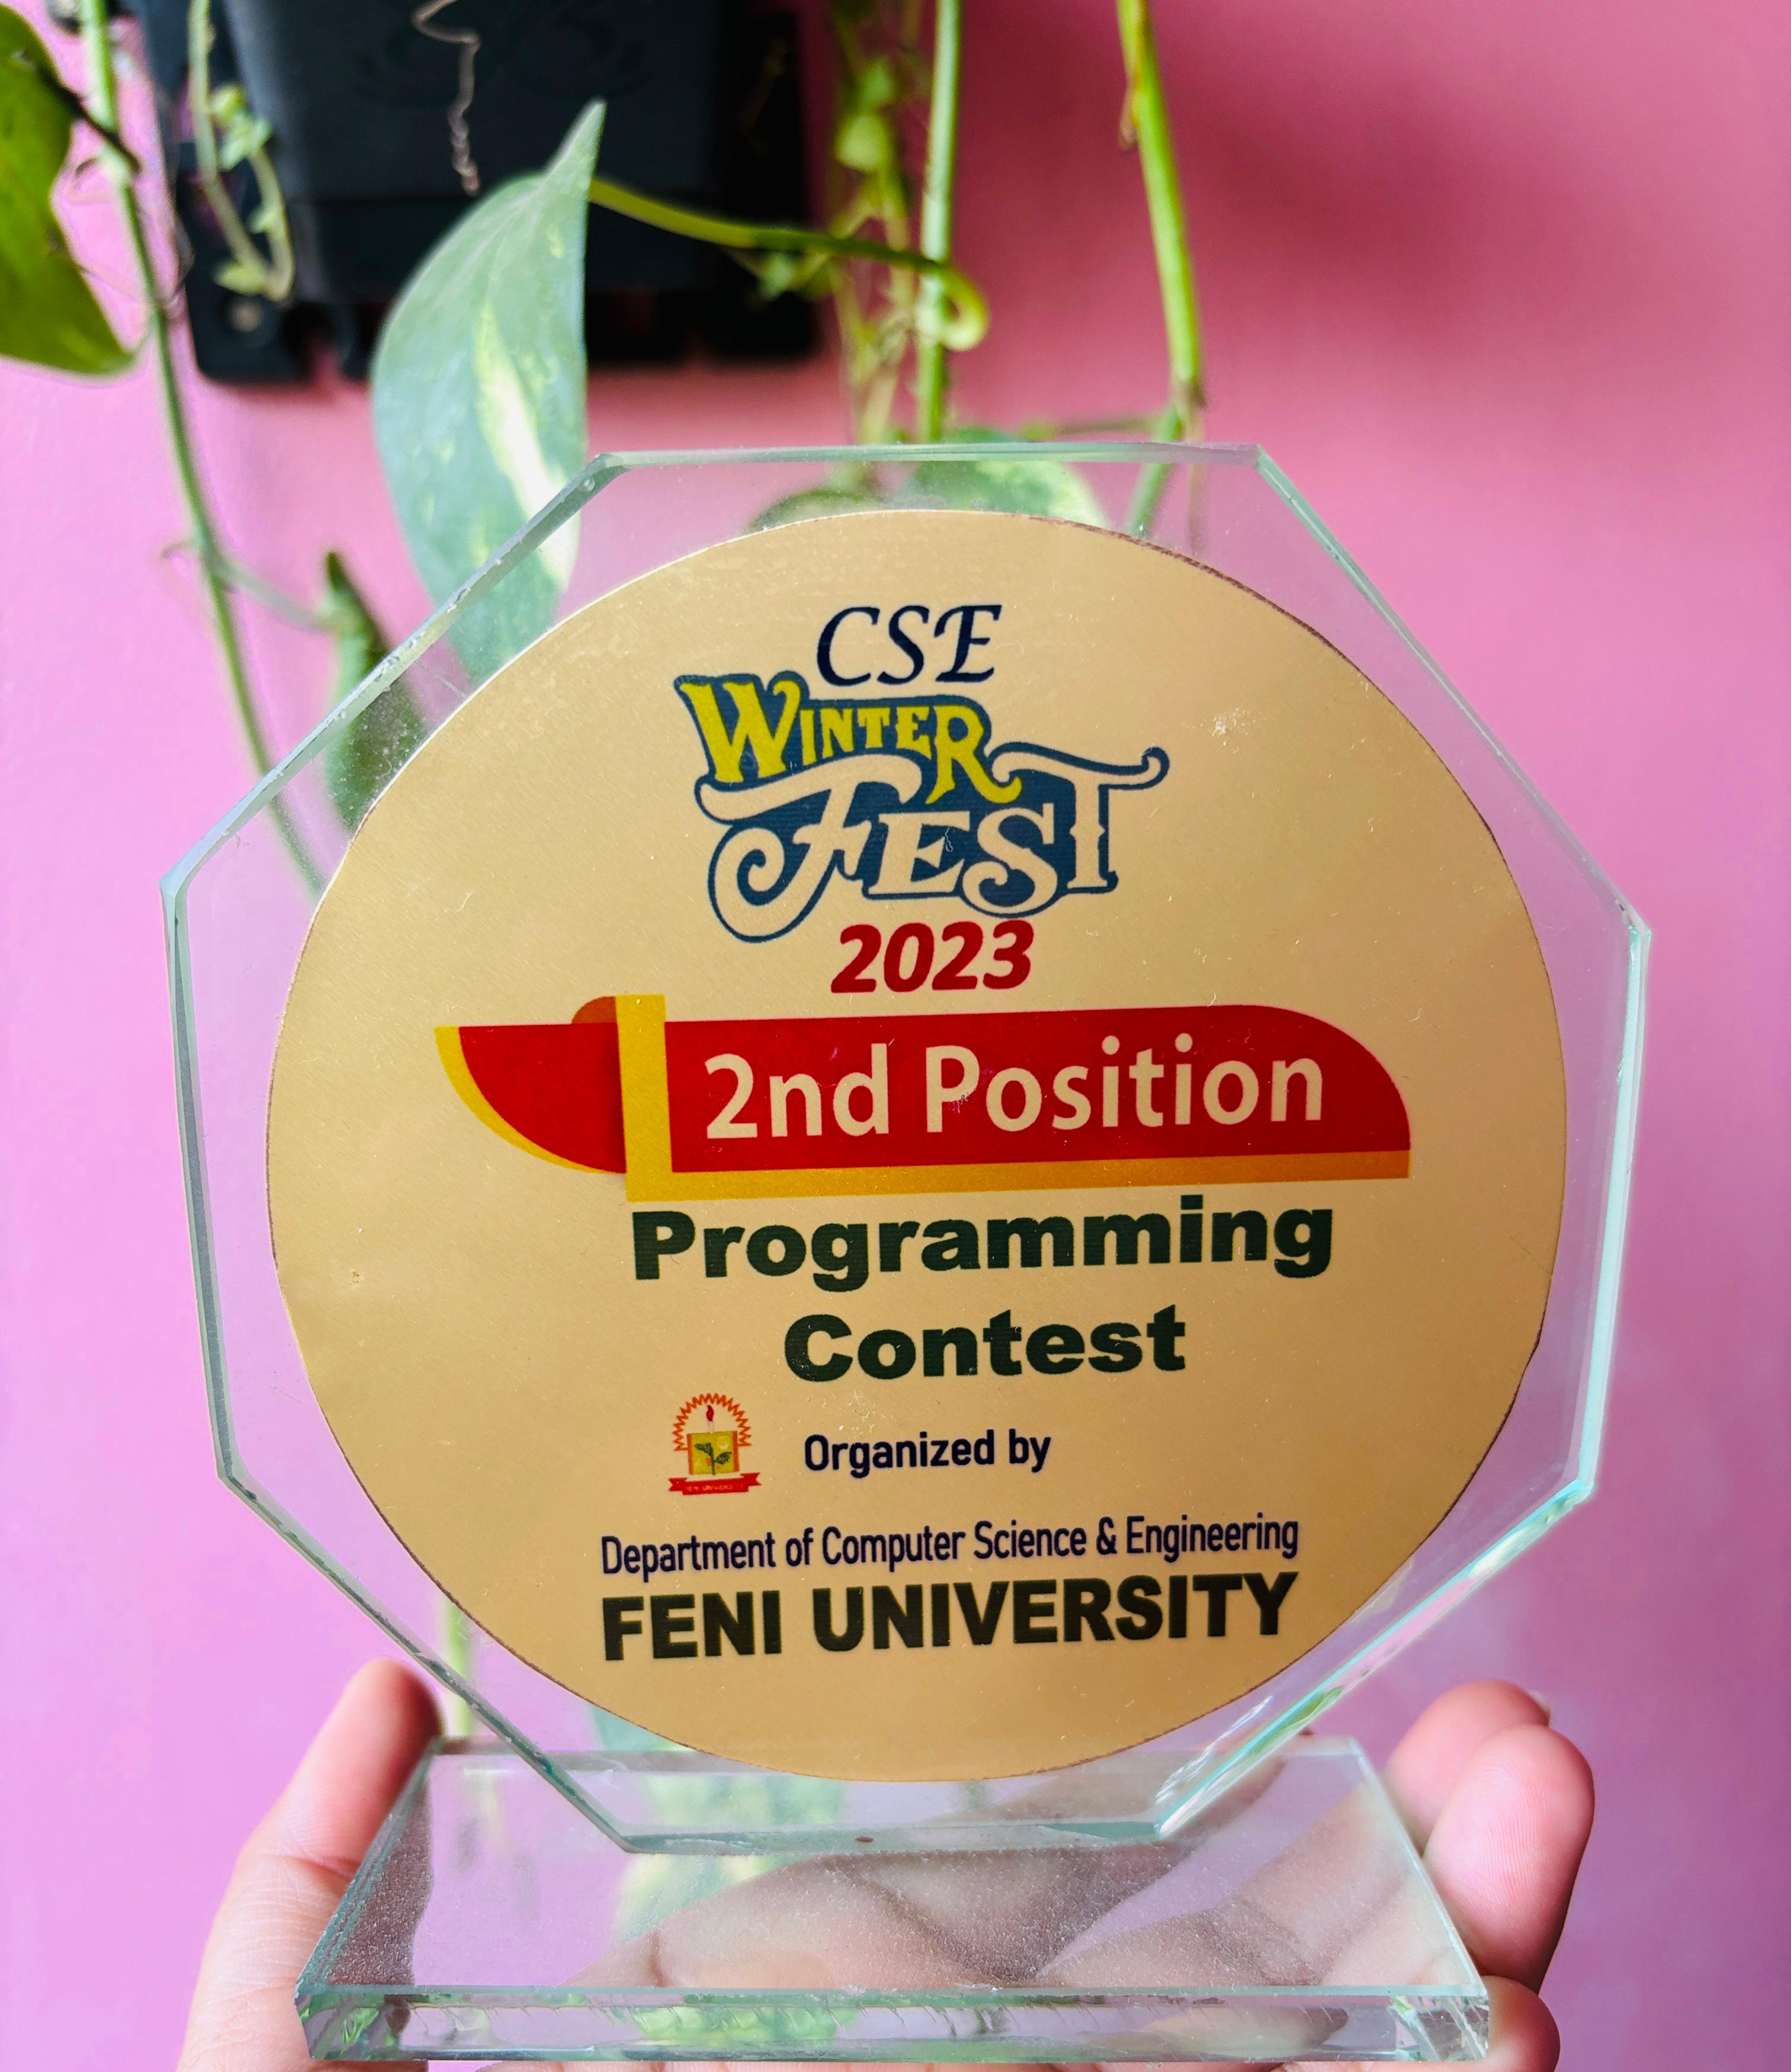 CSE
WINTER
FEST
2023
2nd Position
Programming
Contest
Organized by
Department of Computer Science & Engineering
FENI UNIVERSITY